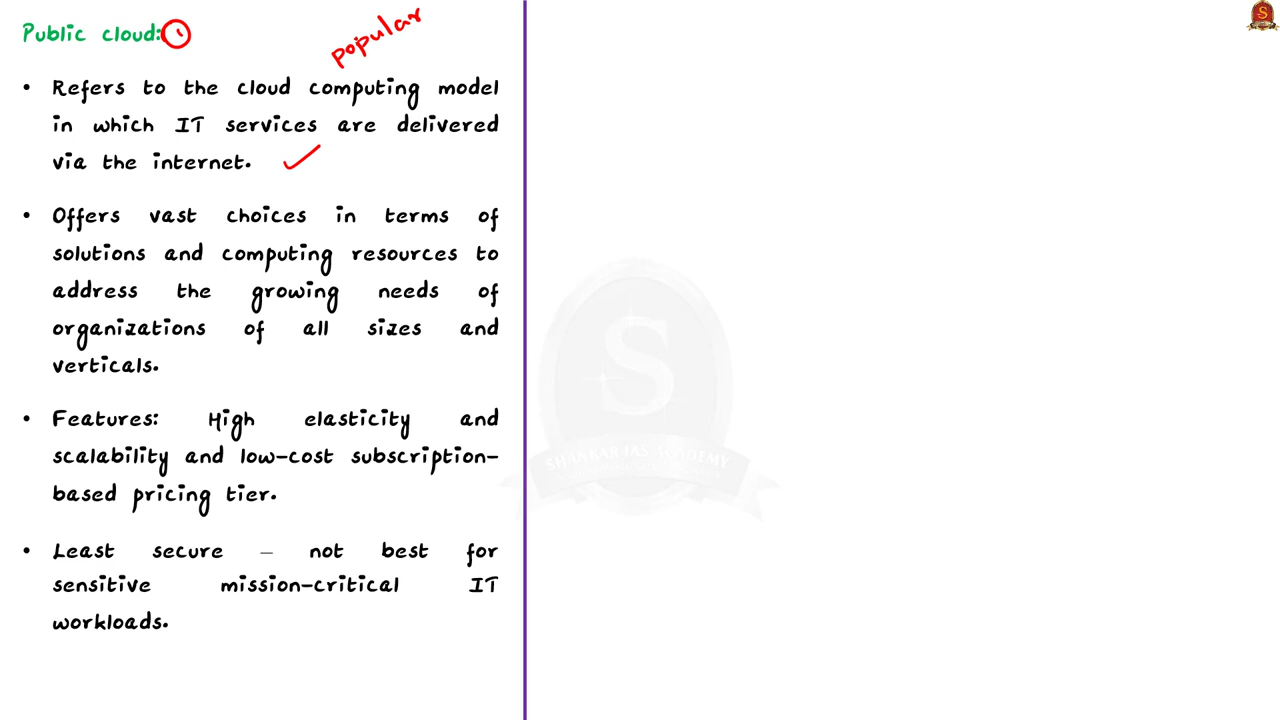 Public cloud:
popular
• Refers to the cloud computing model
in which IT services are delivered
via the internet.
• Offers vast choices in terms of
solutions and computing resources to
address the growing needs of
organizations of all sizes and
verticals.
• Features: High elasticity and
scalability and low-cost subscription-
based pricing tier.
• Least secure – not best for
sensitive mission-critical IT
workloads.
S
SHANKAR IAS ACADEMY